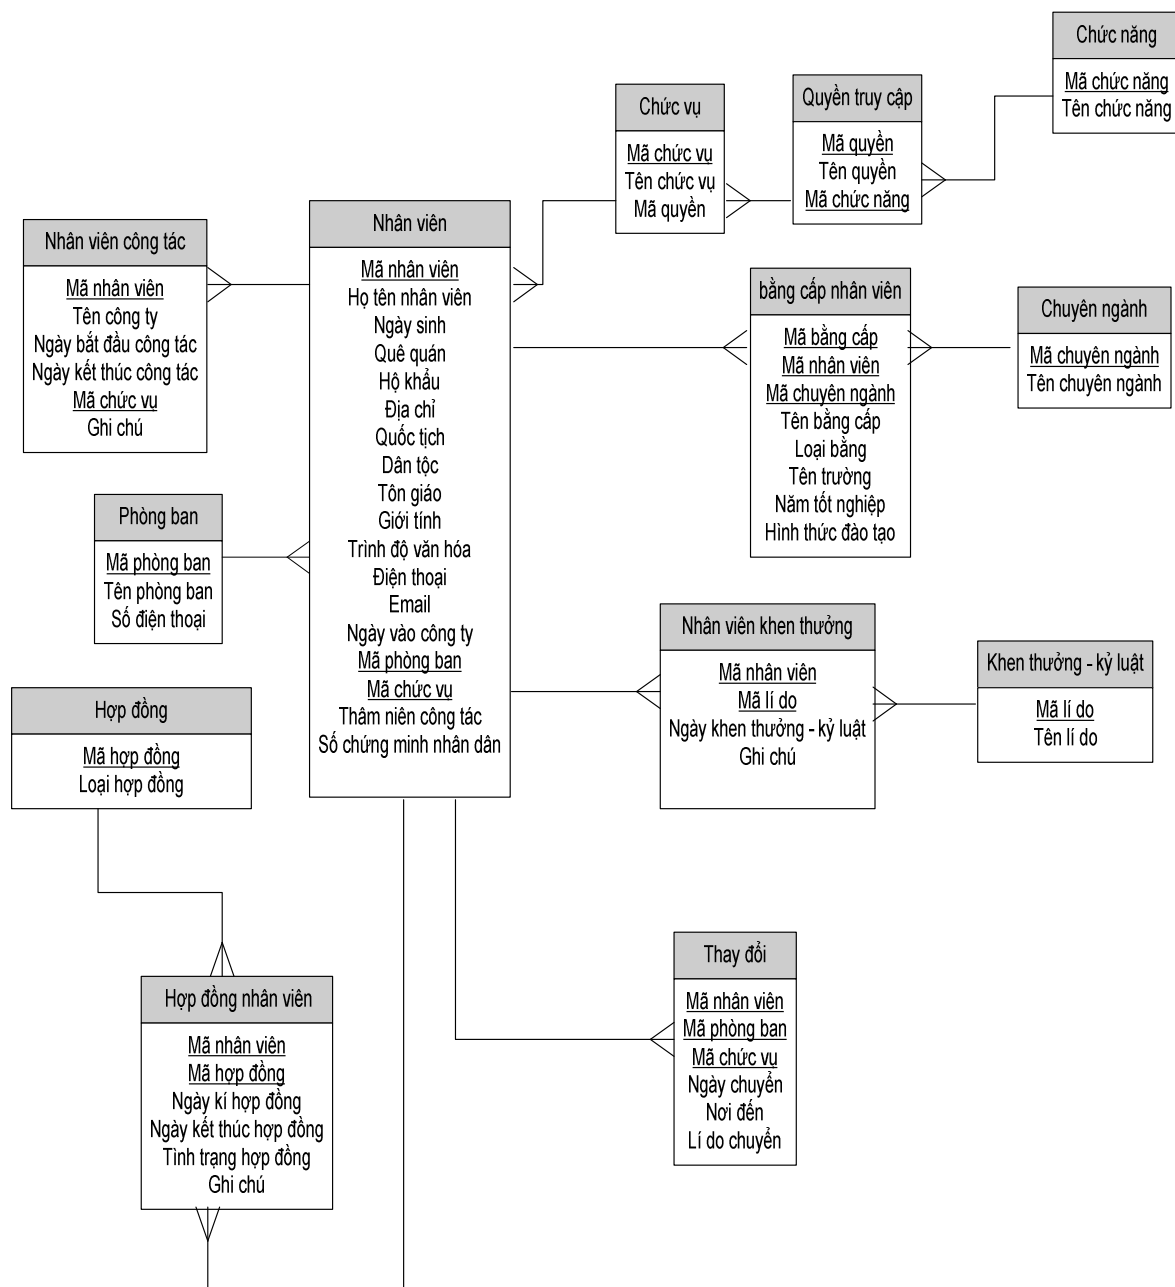 Chức năng
Mã chức năng
Tên chức năng
Quyền truy cập
Mã quyền
Tên quyền
Mã chức năng
Chức vụ
Mã chức vụ
Tên chức vụ
Mã quyền
Nhân viên
Mã nhân viên
Họ tên nhân viên
Ngày sinh
Quê quán
Hộ khẩu
Địa chỉ
Quốc tịch
Dân tộc
Tôn giáo
Giới tính
Trình độ văn hóa
Điện thoại
Email
Ngày vào công ty
Mã phòng ban
Mã chức vụ
Thâm niên công tác
Số chứng minh nhân dân
Nhân viên công tác
Mã nhân viên
Tên công ty
Ngày bắt đầu công tác
Ngày kết thúc công tác
Mã chức vụ
Ghi chú
bằng cấp nhân viên
Mã bằng cấp
Mã nhân viên
Mã chuyên ngành
Tên bằng cấp
Loại bằng
Tên trường
Năm tốt nghiệp
Hình thức đào tạo
Chuyên ngành
Mã chuyên ngành
Tên chuyên ngành
Phòng ban
Mã phòng ban
Tên phòng ban
Số điện thoại
Nhân viên khen thưởng
Mã nhân viên
Mã lí do
Ngày khen thưởng - kỷ luật
Ghi chú
Khen thưởng - kỷ luật
Mã lí do
Tên lí do
Hợp đồng
Mã hợp đồng
Loại hợp đồng
Thay đổi
Mã nhân viên
Mã phòng ban
Mã chức vụ
Ngày chuyển
Nơi đến
Lí do chuyển
Hợp đồng nhân viên
Mã nhân viên
Mã hợp đồng
Ngày kí hợp đồng
Ngày kết thúc hợp đồng
Tình trạng hợp đồng
Ghi chú